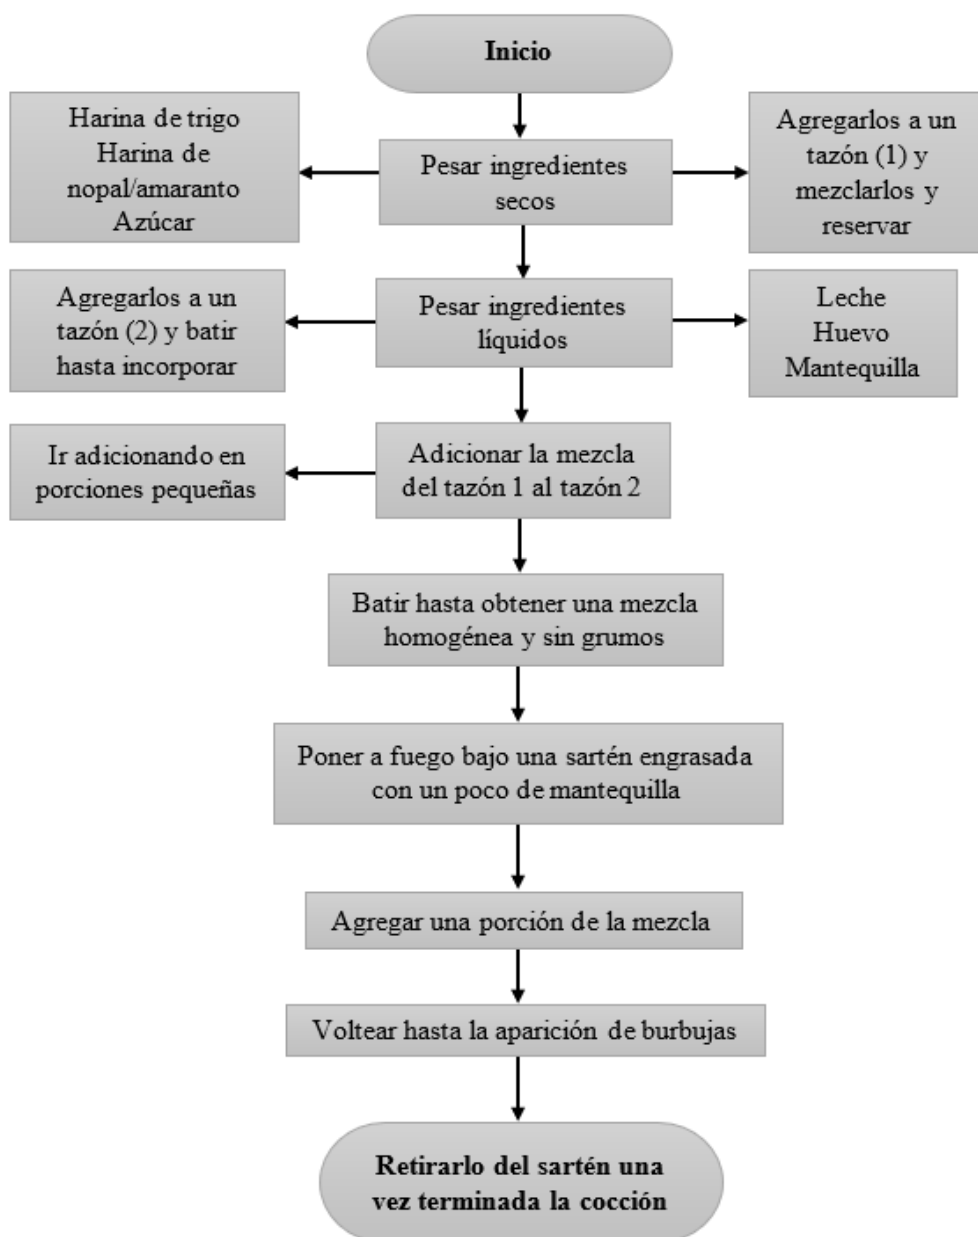 Inicio
Harina de trigo
Harina de
nopal/amaranto
Azúcar
Pesar ingredientes
secos
Agregarlos a un
tazón (1) y
mezclarlos y
reservar
Agregarlos a un
tazón (2) y batir
hasta incorporar
Pesar ingredientes
líquidos
Leche
Huevo
Mantequilla
Ir adicionando en
porciones pequeñas
Adicionar la mezcla
del tazón 1 al tazón 2
Batir hasta obtener una mezcla
homogénea y sin grumos
Poner a fuego bajo una sartén engrasada
con un poco de mantequilla
Agregar una porción de la mezcla
Voltear hasta la aparición de burbujas
Retirarlo del sartén una
vez terminada la cocción